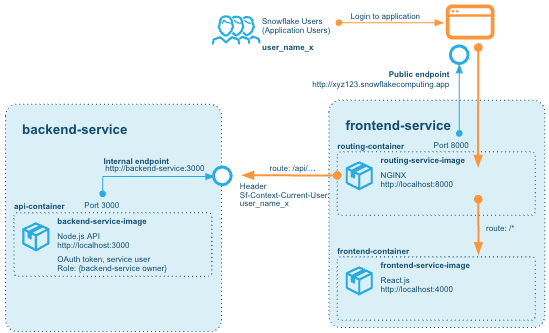 Snowflake Users
(Application Users)
user_name_x
Login to application
Public endpoint
http://xyz123.snowflakecomputing.app
backend-service
frontend-service
Port 8000
routing-container
routing-service-image
NGINX
http://localhost:8000
Internal endpoint
http://backend-service:3000
route: /api/...
Header
Sf-Context-Current-User:
user_name_x
api-container
Port 3000
backend-service-image
Node.js API
http://localhost:3000
OAuth token, service user
Role: {backend-service owner}
route: /*
frontend-container
frontend-service-image
React.js
http://localhost:4000